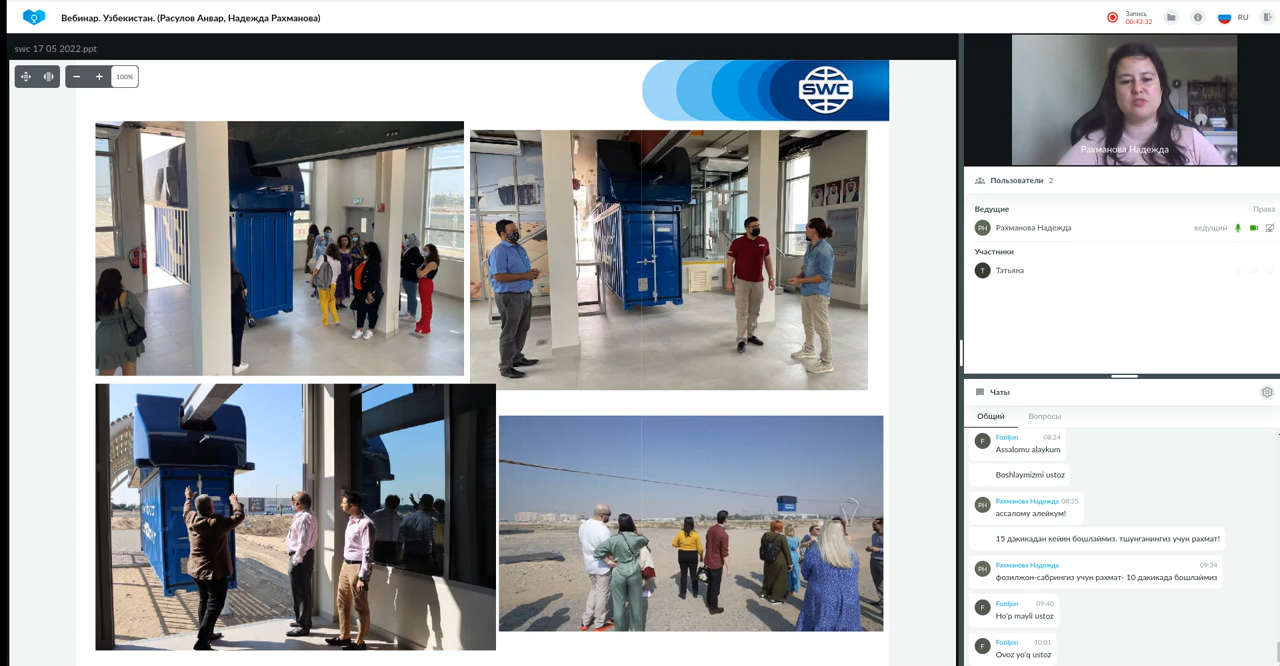 Вебинар. Узбекистан. (Расулов Анвар, Надежда Рахманова)
Запись
00:43:32
RU
swc 17 05 2022.ppt
100%
SWC
Рахманова Надежда
Пользователи 2
Ведущие
Права
РН
Рахманова Надежда
ведущий
Участники
Т
Татьяна
Чаты
Общий
Вопросы
F
Foziljon 08:24
Assalomu alaykum
Boshlaymizmi ustoz
РН
Рахманова Надежда 08:35
ассалому алейкум!
15 дакикадан кейин бошлаймиз. тшунганингиз учун рахмат!
РН
Рахманова Надежда 09:34
фозилжон-сабрингиз учун рахмат- 10 дакикада бошлаймиз
F
Foziljon 09:40
Ho'p mayli ustoz
F
Foziljon 10:01
Ovoz yo'q ustoz